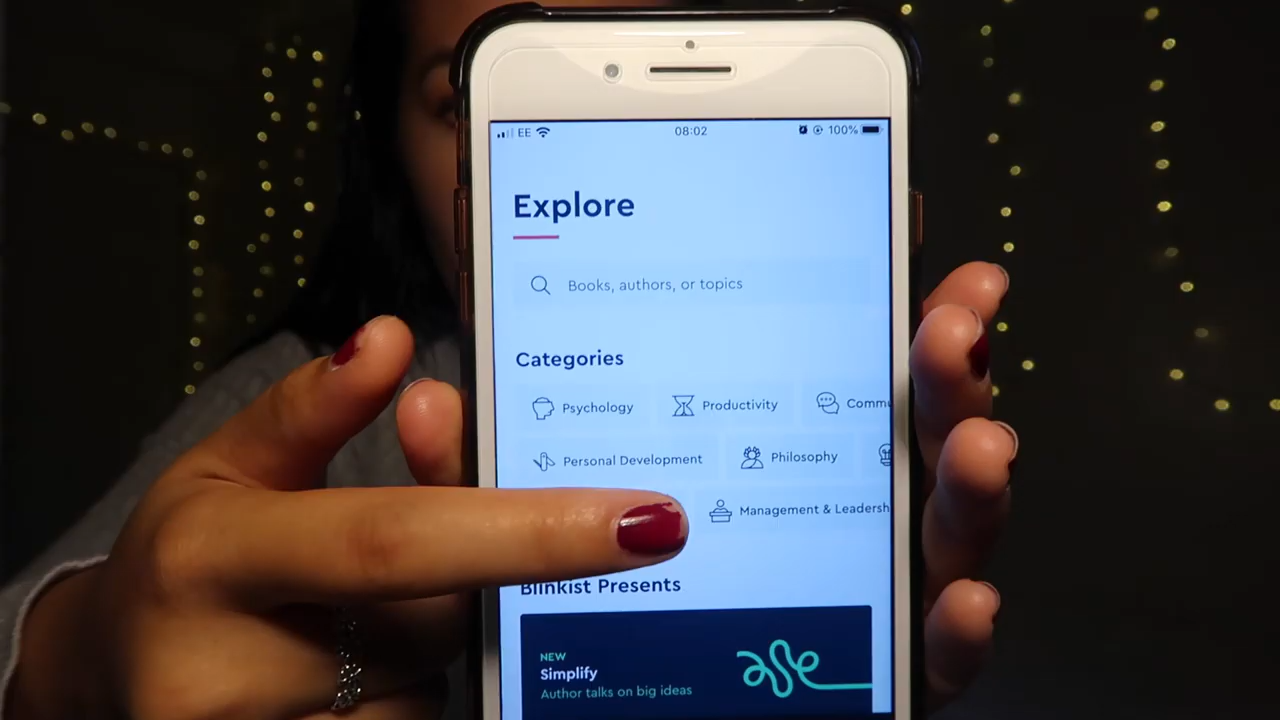 EE 08:02 100%
Explore
Books, authors, or topics
Categories
Psychology Productivity Commu
Personal Development Philosophy
Management & Leadersh
Blinkist Presents
NEW
Simplify
Author talks on big ideas